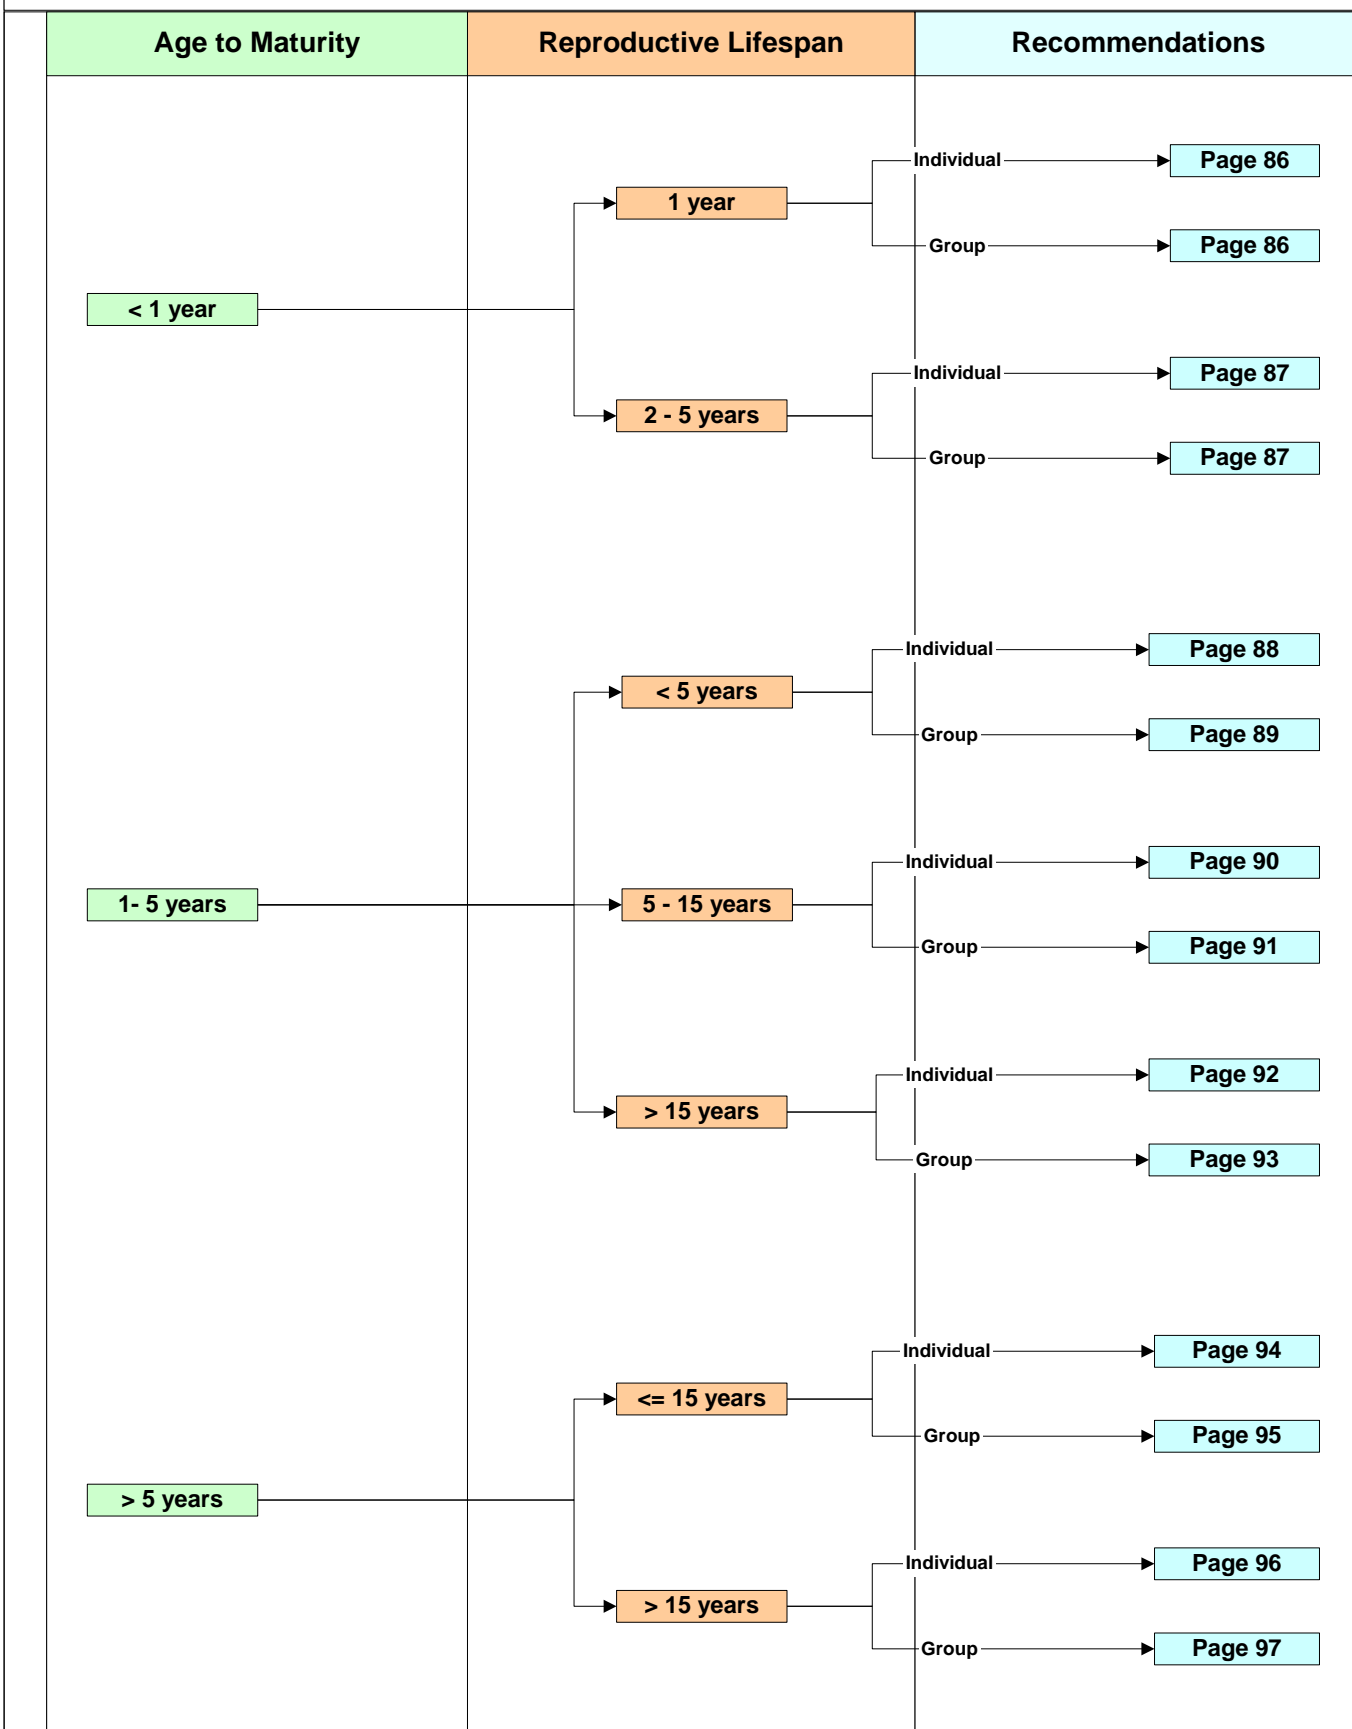 Age to Maturity
Reproductive Lifespan
Recommendations
< 1 year
1 year
Individual
Page 86
Group
Page 86
2 - 5 years
Individual
Page 87
Group
Page 87
1- 5 years
< 5 years
Individual
Page 88
Group
Page 89
5 - 15 years
Individual
Page 90
Group
Page 91
> 15 years
Individual
Page 92
Group
Page 93
> 5 years
<= 15 years
Individual
Page 94
Group
Page 95
> 15 years
Individual
Page 96
Group
Page 97